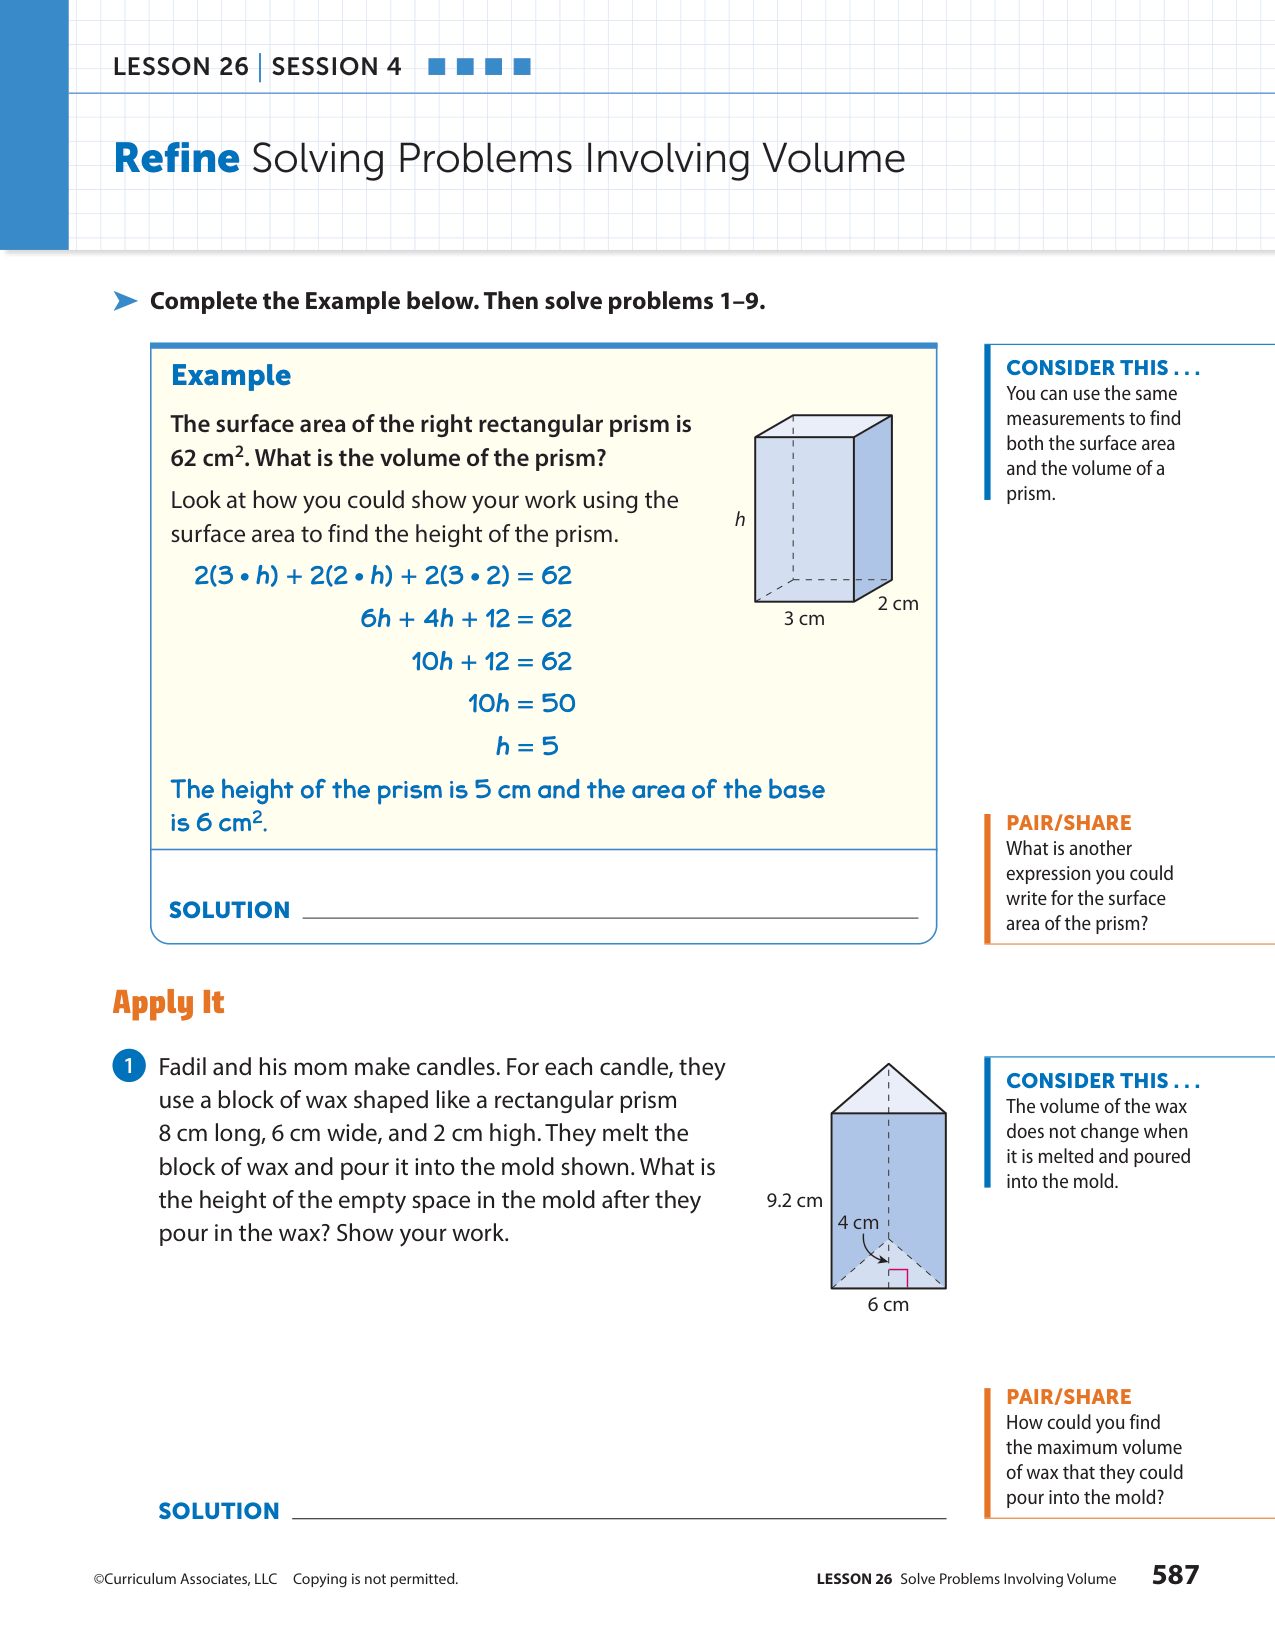 LESSON 26 | SESSION 4
Refine Solving Problems Involving Volume
Complete the Example below. Then solve problems 1–9.
Example
The surface area of the right rectangular prism is
62 cm². What is the volume of the prism?
Look at how you could show your work using the
surface area to find the height of the prism.
2(3 • h) + 2(2 • h) + 2(3 • 2) = 62
6h + 4h + 12 = 62
10h + 12 = 62
10h = 50
h = 5
The height of the prism is 5 cm and the area of the base
is 6 cm².
h
3 cm
2 cm
SOLUTION
CONSIDER THIS . . .
You can use the same
measurements to find
both the surface area
and the volume of a
prism.
PAIR/SHARE
What is another
expression you could
write for the surface
area of the prism?
Apply It
1 Fadil and his mom make candles. For each candle, they
use a block of wax shaped like a rectangular prism
8 cm long, 6 cm wide, and 2 cm high. They melt the
block of wax and pour it into the mold shown. What is
the height of the empty space in the mold after they
pour in the wax? Show your work.
9.2 cm
4 cm
6 cm
CONSIDER THIS . . .
The volume of the wax
does not change when
it is melted and poured
into the mold.
PAIR/SHARE
How could you find
the maximum volume
of wax that they could
pour into the mold?
SOLUTION
©Curriculum Associates, LLC Copying is not permitted.
LESSON 26 Solve Problems Involving Volume 587